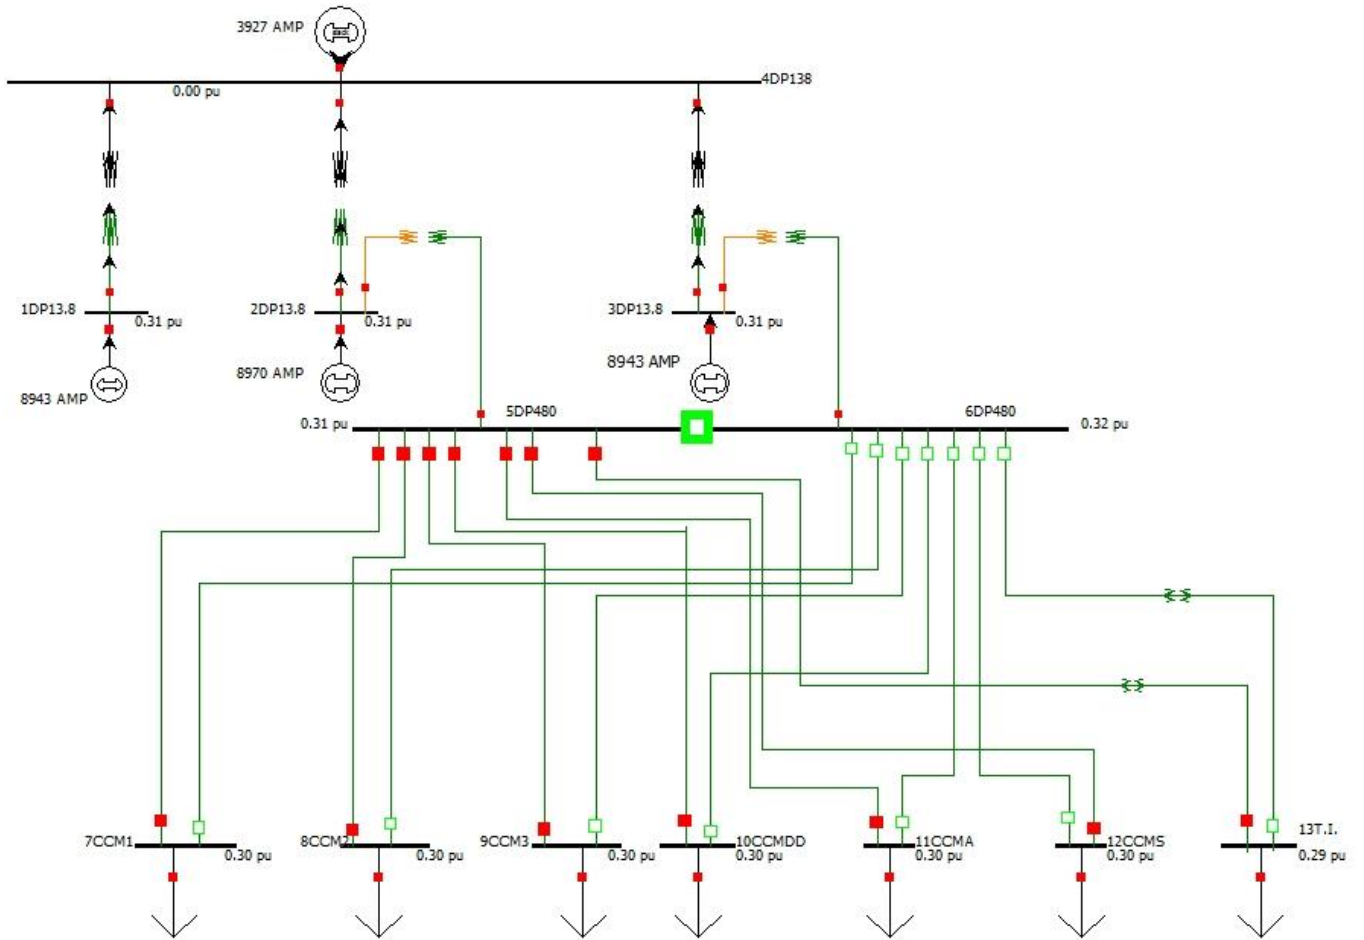 3927 AMP
4DP138
0.00 pu
1DP13.8
0.31 pu
2DP13.8
0.31 pu
3DP13.8
0.31 pu
8943 AMP
8970 AMP
8943 AMP
0.31 pu
5DP480
6DP480
0.32 pu
7CCM1
0.30 pu
8CCM2
0.30 pu
9CCM3
0.30 pu
10CCMDD
0.30 pu
11CCMA
0.30 pu
12CCMS
0.30 pu
13T.I.
0.29 pu